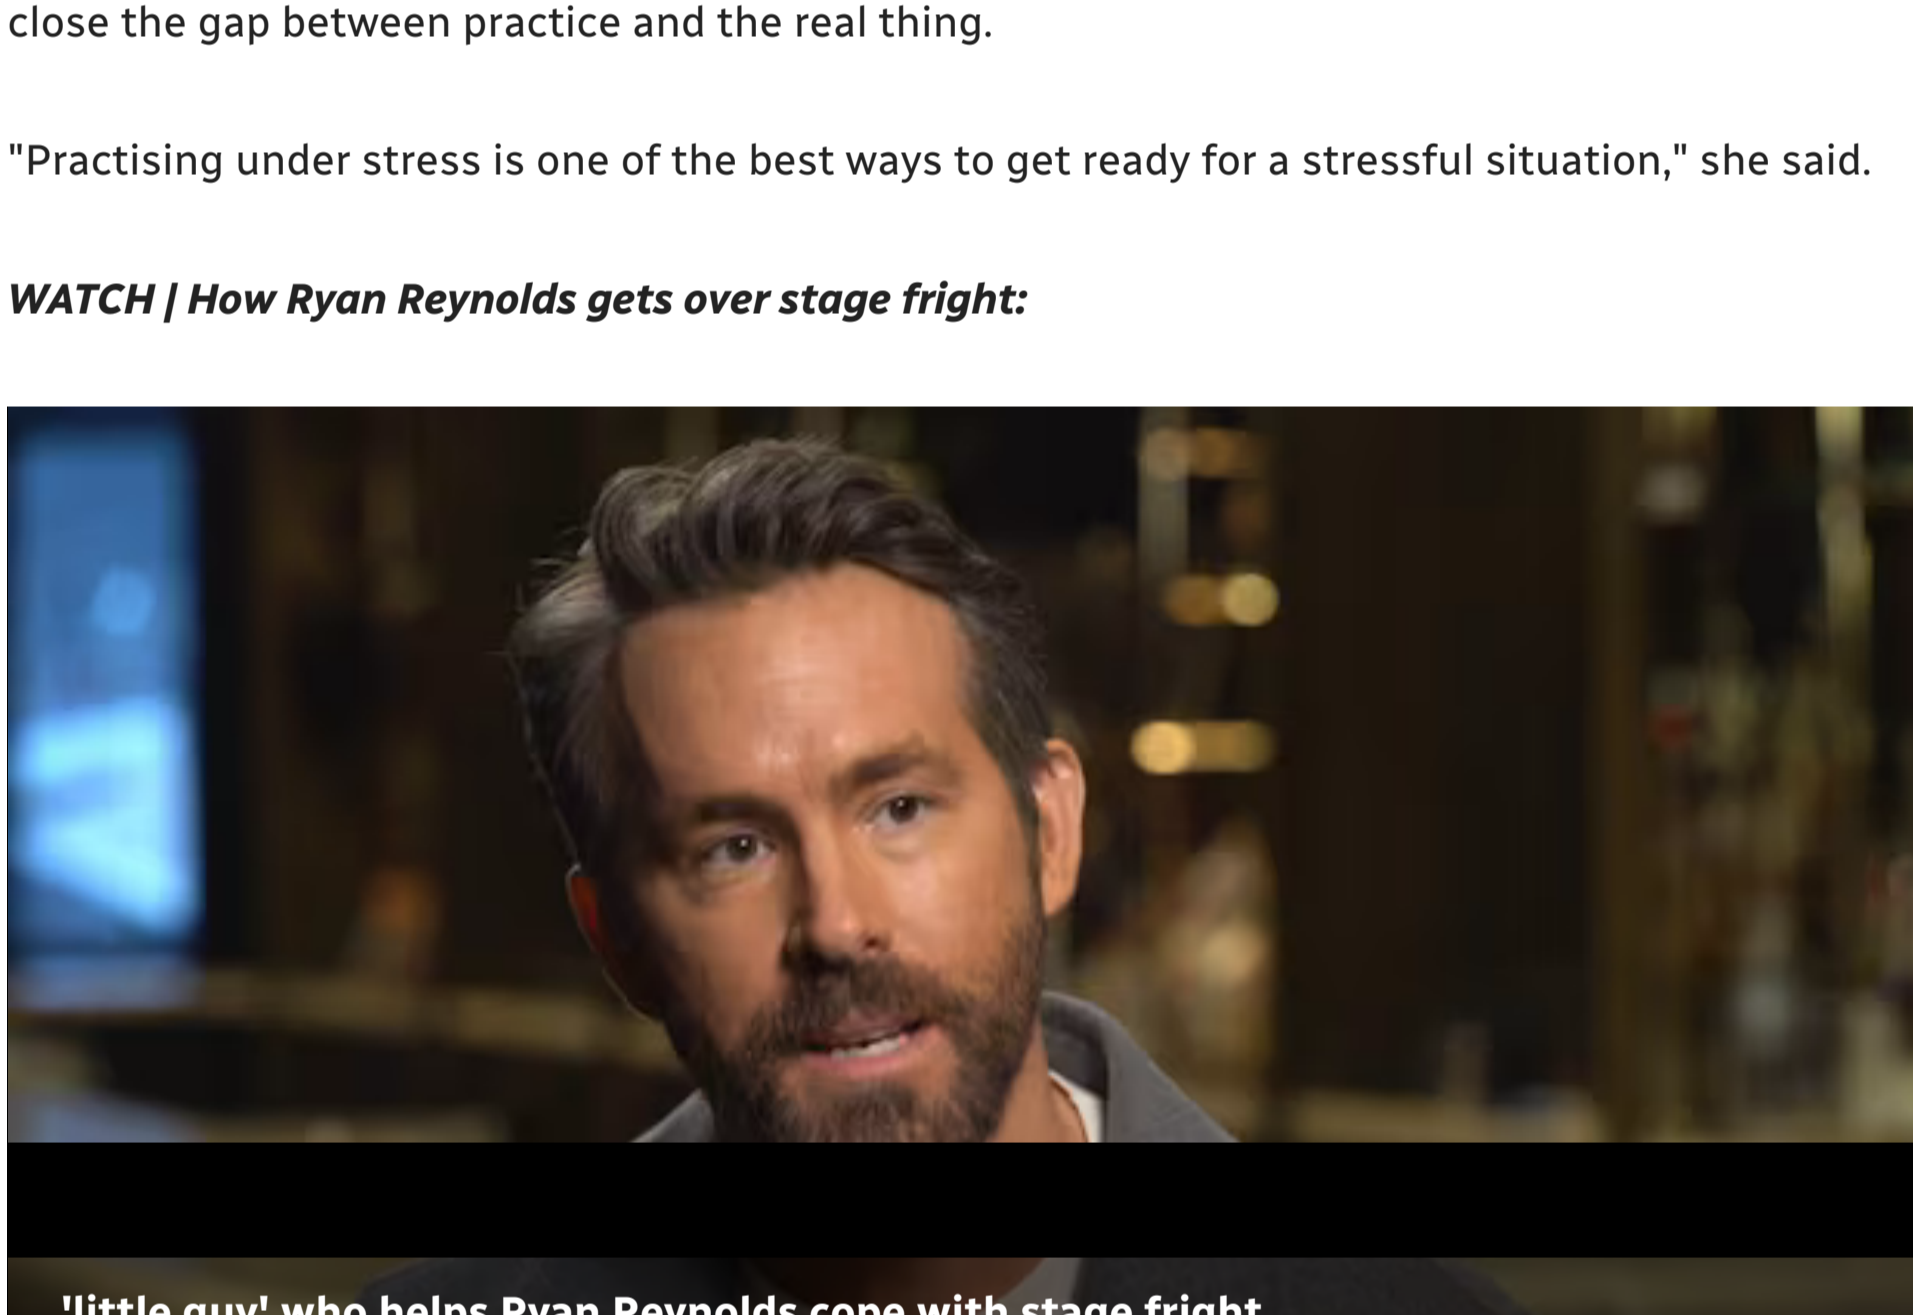 close the gap between practice and the real thing.
"Practising under stress is one of the best ways to get ready for a stressful situation," she said.
WATCH | How Ryan Reynolds gets over stage fright:
'little guy' who helps Ryan Reynolds cope with stage fright